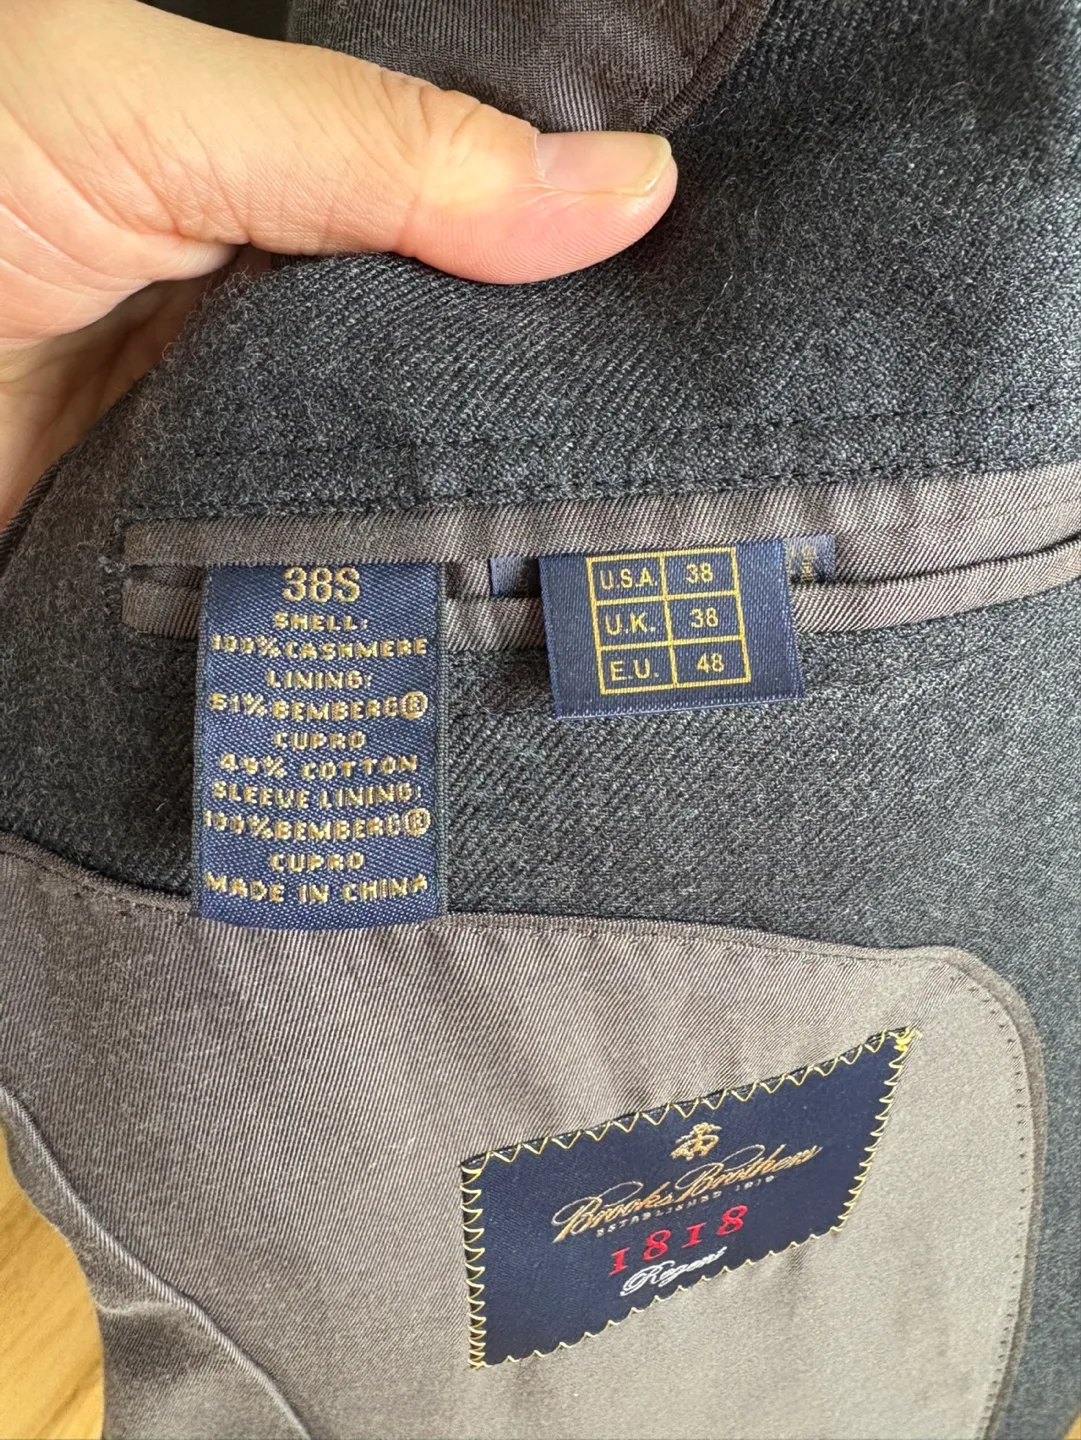 38S
SHELL:
100% CASHMERE
LINING:
51% BEMBERG®
CUPRO
49% COTTON
SLEEVE LINING:
100% BEMBERG®
CUPRO
MADE IN CHINA
U.S.A. 38
U.K. 38
E.U. 48
Brooks Brothers
ESTABLISHED 1818
1818
Regent